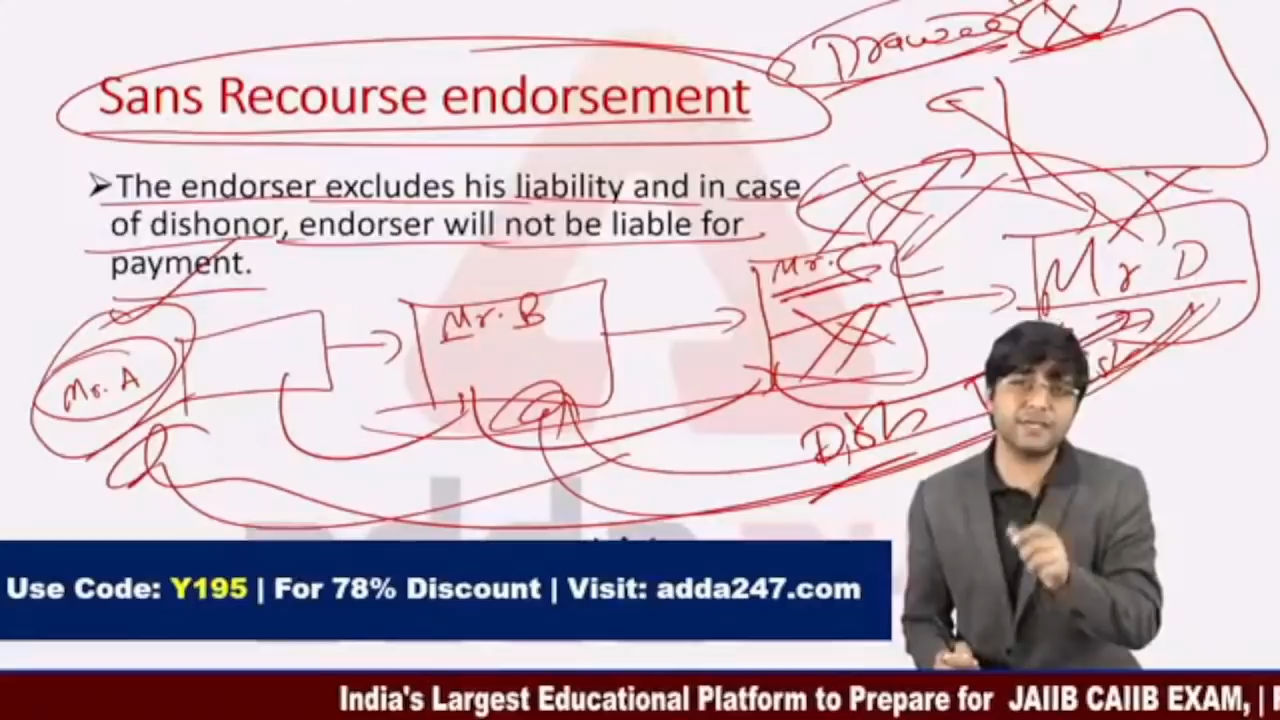 Drawee X
Sans Recourse endorsement
➤The endorser excludes his liability and in case
of dishonor, endorser will not be liable for
payment.
Mr. A
Mr. B
Mr. C
Mr D
Dish
Use Code: Y195 | For 78% Discount | Visit: adda247.com
India's Largest Educational Platform to Prepare for JAIIB CAIIB EXAM, |